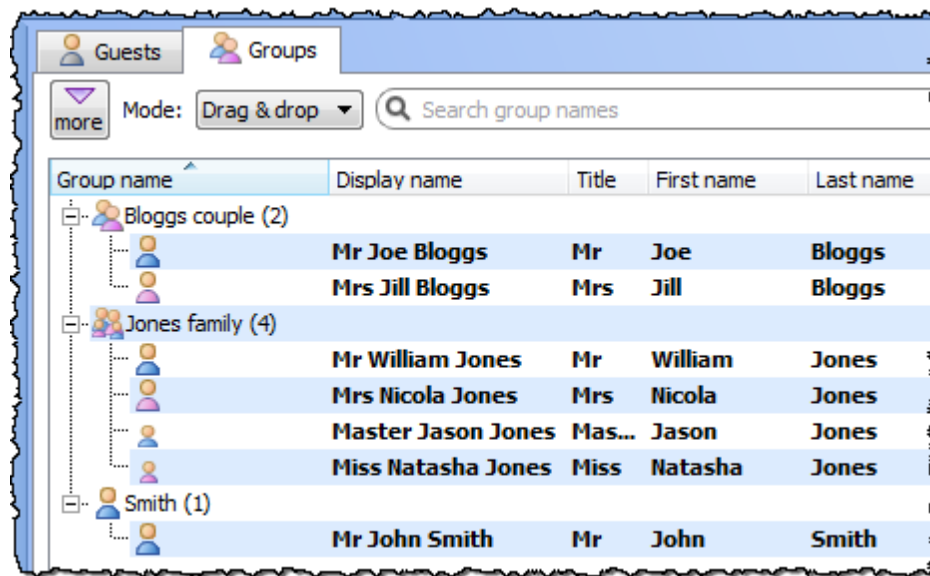 Guests Groups
more Mode: Drag & drop Search group names
Group name Display name Title First name Last name
Bloggs couple (2)
Mr Joe Bloggs Mr Joe Bloggs
Mrs Jill Bloggs Mrs Jill Bloggs
Jones family (4)
Mr William Jones Mr William Jones
Mrs Nicola Jones Mrs Nicola Jones
Master Jason Jones Mas... Jason Jones
Miss Natasha Jones Miss Natasha Jones
Smith (1)
Mr John Smith Mr John Smith